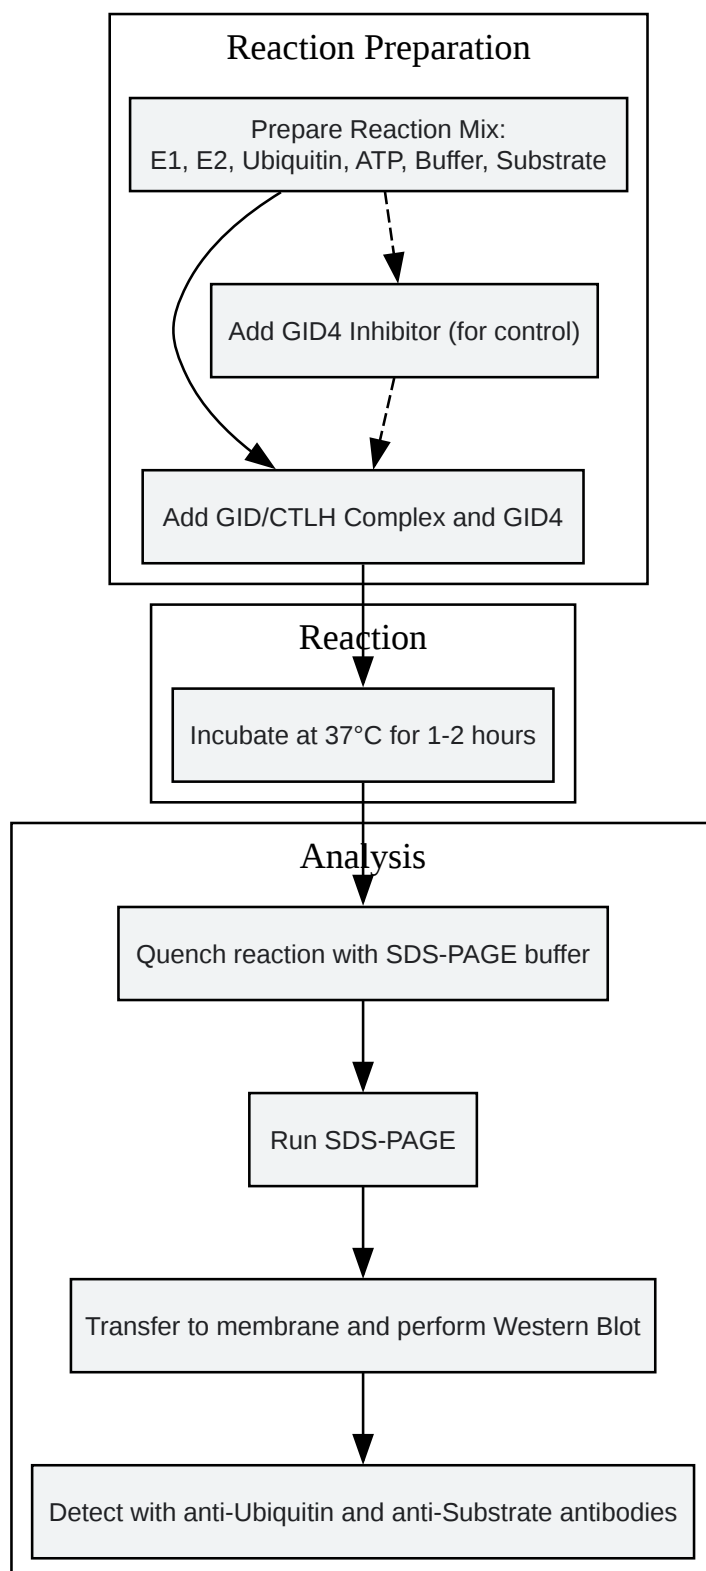 Reaction Preparation
Prepare Reaction Mix:
E1, E2, Ubiquitin, ATP, Buffer, Substrate
Add GID4 Inhibitor (for control)
Add GID/CTLH Complex and GID4
Reaction
Incubate at 37°C for 1-2 hours
Analysis
Quench reaction with SDS-PAGE buffer
Run SDS-PAGE
Transfer to membrane and perform Western Blot
Detect with anti-Ubiquitin and anti-Substrate antibodies